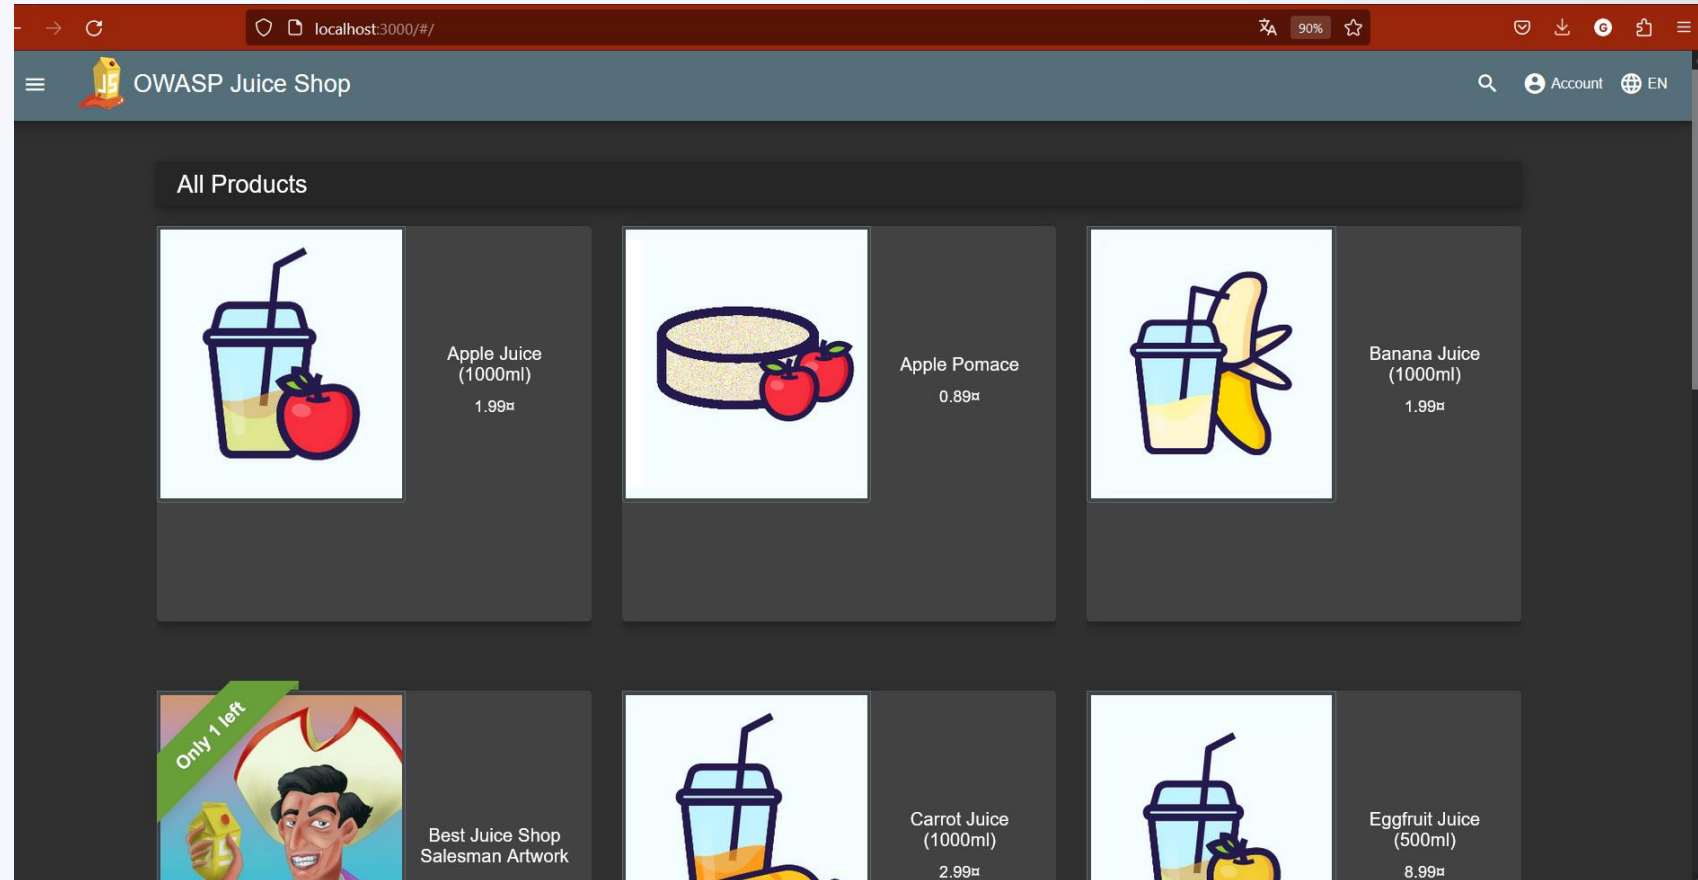 localhost:3000/#/
90%
G
JS
OWASP Juice Shop
Account
EN
All Products
Apple Juice
(1000ml)
1.99¤
Apple Pomace
0.89¤
Banana Juice
(1000ml)
1.99¤
Only 1 left
Best Juice Shop
Salesman Artwork
Carrot Juice
(1000ml)
2.99¤
Eggfruit Juice
(500ml)
8.99¤